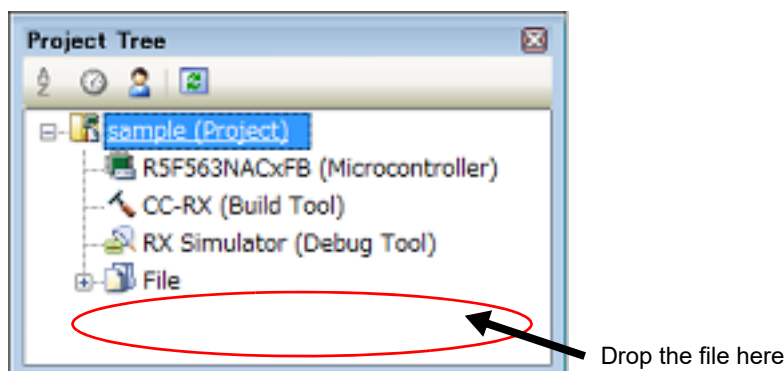 Project Tree
sample (Project)
R5F563NACxFB (Microcontroller)
CC-RX (Build Tool)
RX Simulator (Debug Tool)
File
Drop the file here